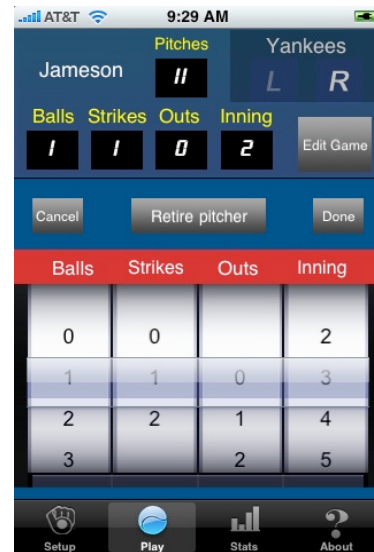 AT&T 9:29 AM
Pitches Yankees
Jameson 11 L R
Balls Strikes Outs Inning
1 1 0 2 Edit Game
Cancel Retire pitcher Done
Balls Strikes Outs Inning
0 0 2
1 1 0 3
2 2 1 4
3 2 5
Setup Play Stats About